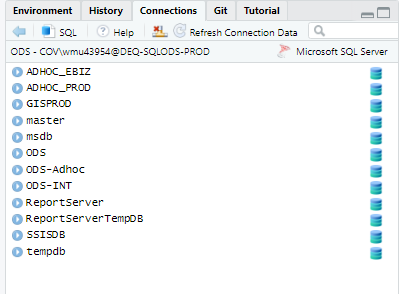 Environment History Connections Git Tutorial
SQL Help Refresh Connection Data
ODS - COV\wmu43954@DEQ-SQLODS-PROD Microsoft SQL Server
ADHOC_EBIZ
ADHOC_PROD
GISPROD
master
msdb
ODS
ODS-Adhoc
ODS-INT
ReportServer
ReportServerTempDB
SSISDB
tempdb